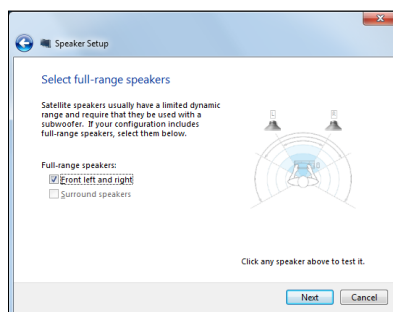 Speaker Setup
Select full-range speakers
Satellite speakers usually have a limited dynamic
range and require that they be used with a
subwoofer. If your configuration includes
full-range speakers, select them below.
Full-range speakers:
Front left and right
Surround speakers
L R
Click any speaker above to test it.
Next Cancel